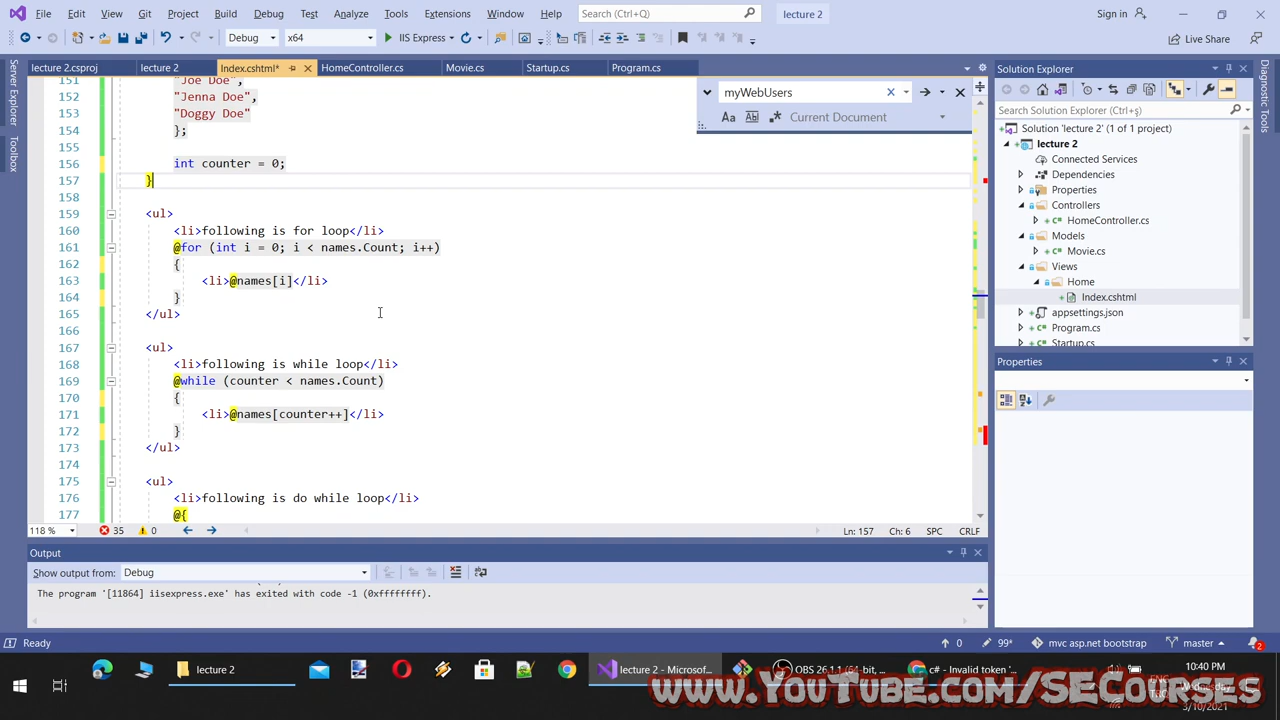 File Edit View Git Project Build Debug Test Analyze Tools Extensions Window Help Search (Ctrl+Q) lecture 2 Sign in
Debug x64 IIS Express Live Share
lecture 2.csproj lecture 2 Index.cshtml* HomeController.cs Movie.cs Startup.cs Program.cs
Server Explorer
Toolbox
myWebUsers
Aa Ab Current Document
151 "Joe Doe",
152 "Jenna Doe",
153 "Doggy Doe"
154 };
155
156 int counter = 0;
157 }
158
159 <ul>
160 <li>following is for loop</li>
161 @for (int i = 0; i < names.Count; i++)
162 {
163 <li>@names[i]</li>
164 }
165 </ul>
166
167 <ul>
168 <li>following is while loop</li>
169 @while (counter < names.Count)
170 {
171 <li>@names[counter++]</li>
172 }
173 </ul>
174
175 <ul>
176 <li>following is do while loop</li>
177 @{
118 % 35 0 Ln: 157 Ch: 6 SPC CRLF
Output
Show output from: Debug
The program '[11864] iisexpress.exe' has exited with code -1 (0xffffffff).
Solution Explorer
Search Solution Explorer (Ctrl+ş)
Solution 'lecture 2' (1 of 1 project)
lecture 2
Connected Services
Dependencies
Properties
Controllers
HomeController.cs
Models
Movie.cs
Views
Home
Index.cshtml
appsettings.json
Program.cs
Startup.cs
Properties
Diagnostic Tools
Ready 0 99* mvc asp.net bootstrap master 2
lecture 2 lecture 2 - Microsof... OBS 26.1.1 (64-bit, ... c# - Invalid token '...
10:40 PM
Wednesday
3/10/2021
www.YouTube.com/SECourses